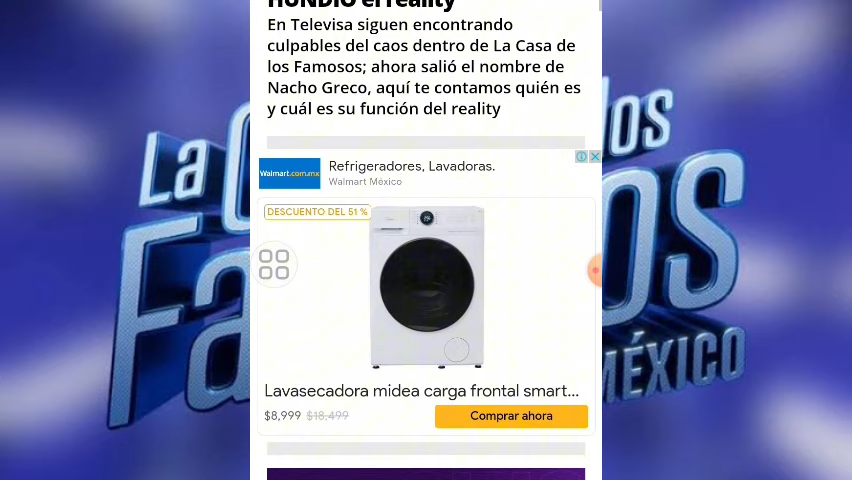 HUNDIÓ el reality
En Televisa siguen encontrando
culpables del caos dentro de La Casa de
los Famosos; ahora salió el nombre de
Nacho Greco, aquí te contamos quién es
y cuál es su función del reality
Walmart.com.mx
Refrigeradores, Lavadoras.
Walmart México
DESCUENTO DEL 51 %
Lavasecadora midea carga frontal smart...
$8,999 $18,499
Comprar ahora
La
Fa
los
os
MÉXICO